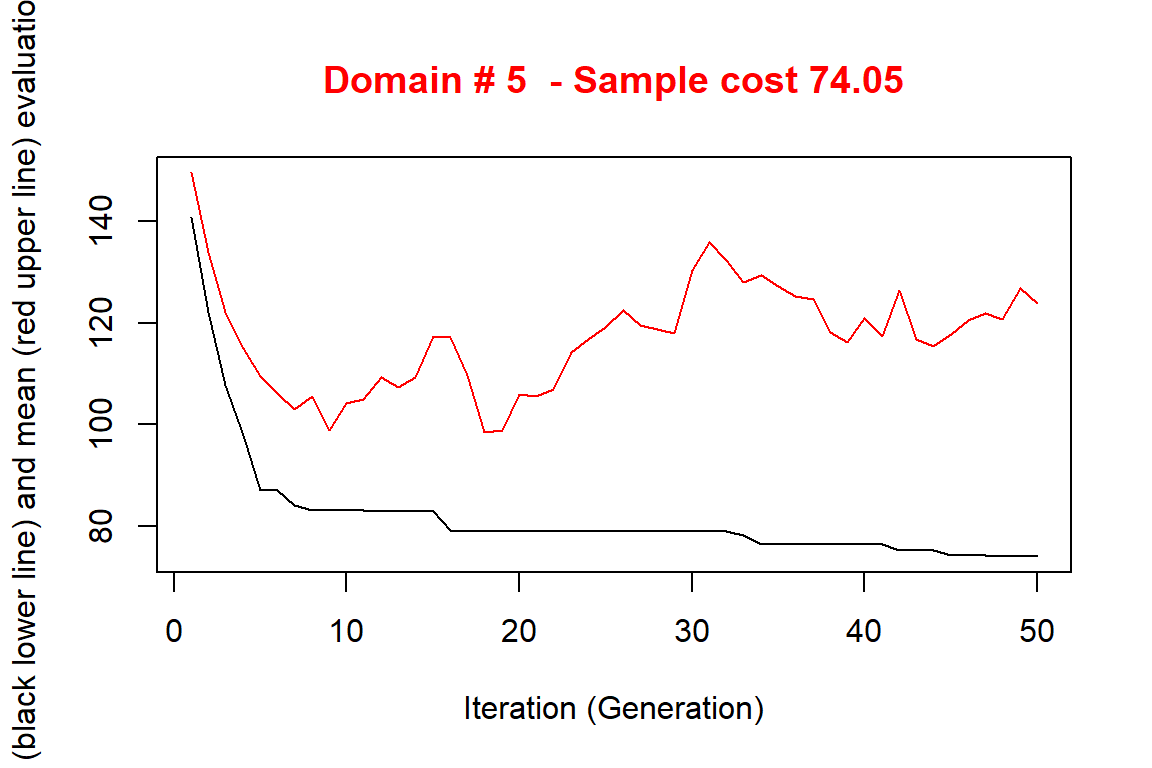 Domain # 5  - Sample cost 74.05
(black lower line) and mean (red upper line)
140
120
100
80
0 10 20 30 40 50
Iteration (Generation)